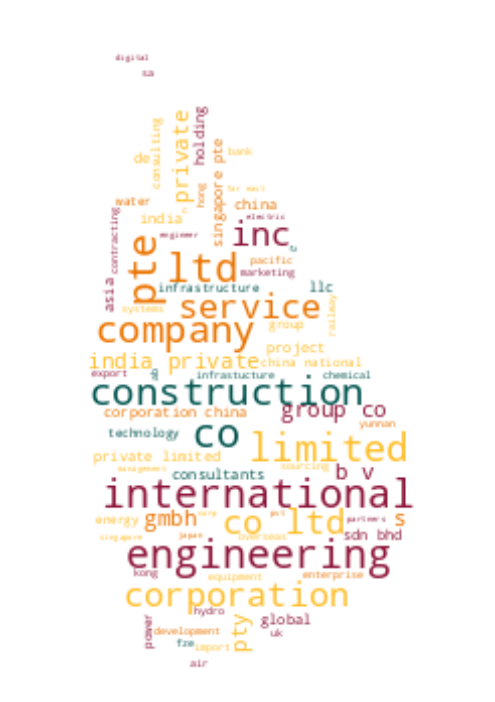 digital
sa
holding
private
consulting
singapore pte
de
bank
hong
far east
water
china
contracting
india
c
electric
engineer
inc
pte
ltd
pacific
marketing
asia
infrastructure
llc
service
systems
group
railway
company
project
india private
china national
export
infrastucture
chemical
construction
corporation china
group co
yunnan
technology
co
limited
private limited
management
sourcing
consultants
b v
international
energy
gmbh
corp
co ltd
pvt
partners
s
singapore
japan
overseas
sdn bhd
engineering
kong
equipment
enterprise
corporation
hydro
power
development
pty
global
uk
fze
import
air